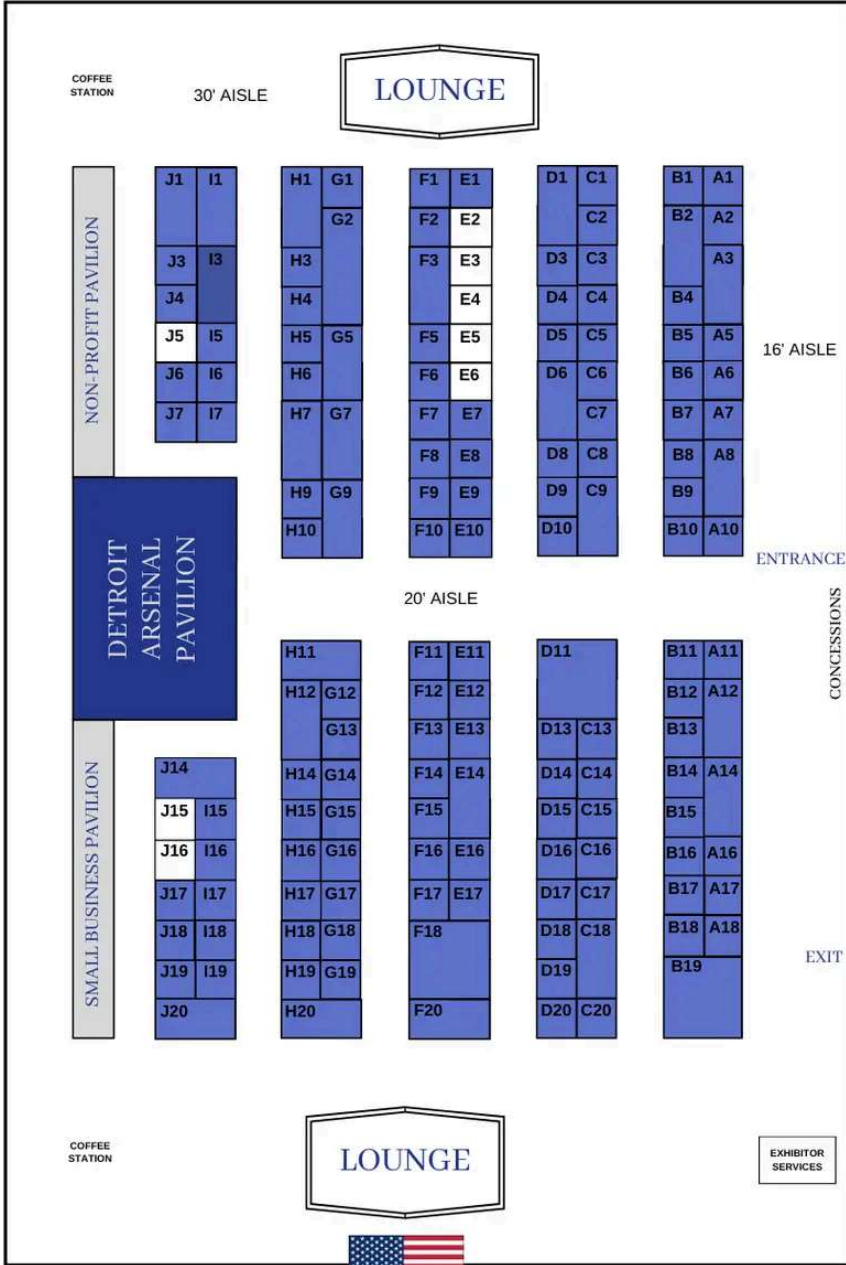 COFFEE
STATION
30' AISLE
LOUNGE
J1 I1 H1 G1 F1 E1 D1 C1 B1 A1
G2 F2 E2 C2 B2 A2
J3 I3 H3 F3 E3 D3 C3 A3
J4 H4 E4 D4 C4 B4
J5 I5 H5 G5 F5 E5 D5 C5 B5 A5
J6 I6 H6 F6 E6 D6 C6 B6 A6
J7 I7 H7 G7 F7 E7 C7 B7 A7
F8 E8 D8 C8 B8 A8
H9 G9 F9 E9 D9 C9 B9
H10 F10 E10 D10 B10 A10
NON-PROFIT PAVILION
16' AISLE
DETROIT
ARSENAL
PAVILION
ENTRANCE
20' AISLE
CONCESSIONS
H11 F11 E11 D11 B11 A11
H12 G12 F12 E12 B12 A12
G13 F13 E13 D13 C13 B13
J14 H14 G14 F14 E14 D14 C14 B14 A14
J15 I15 H15 G15 F15 D15 C15 B15
J16 I16 H16 G16 F16 E16 D16 C16 B16 A16
J17 I17 H17 G17 F17 E17 D17 C17 B17 A17
J18 I18 H18 G18 F18 D18 C18 B18 A18
J19 I19 H19 G19 D19 B19
J20 H20 F20 D20 C20
SMALL BUSINESS PAVILION
EXIT
COFFEE
STATION
LOUNGE
EXHIBITOR
SERVICES